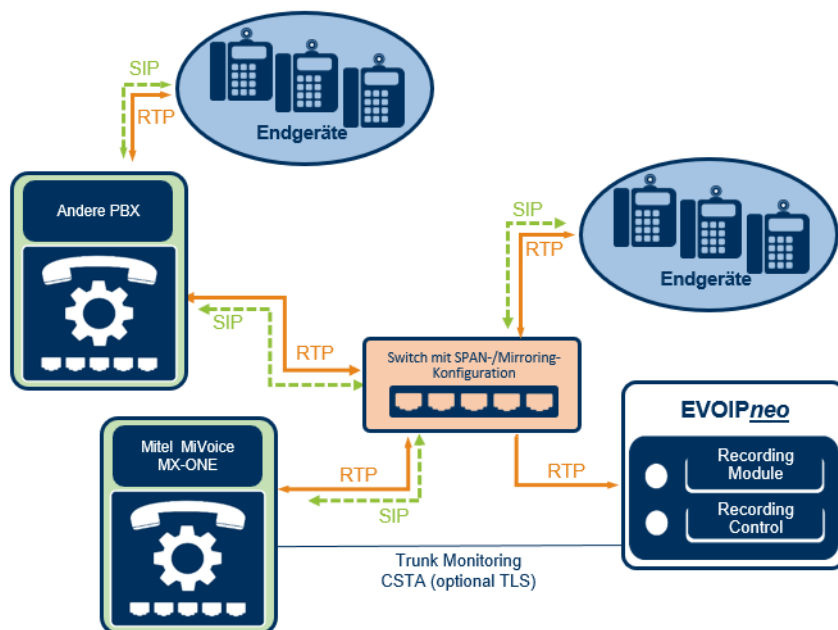 SIP
RTP
Endgeräte
Andere PBX
SIP
RTP
Endgeräte
SIP
RTP
Switch mit SPAN-/Mirroring-
Konfiguration
EVOIPneo
Recording
Module
Recording
Control
Mitel MiVoice
MX-ONE
RTP
SIP
RTP
Trunk Monitoring
CSTA (optional TLS)